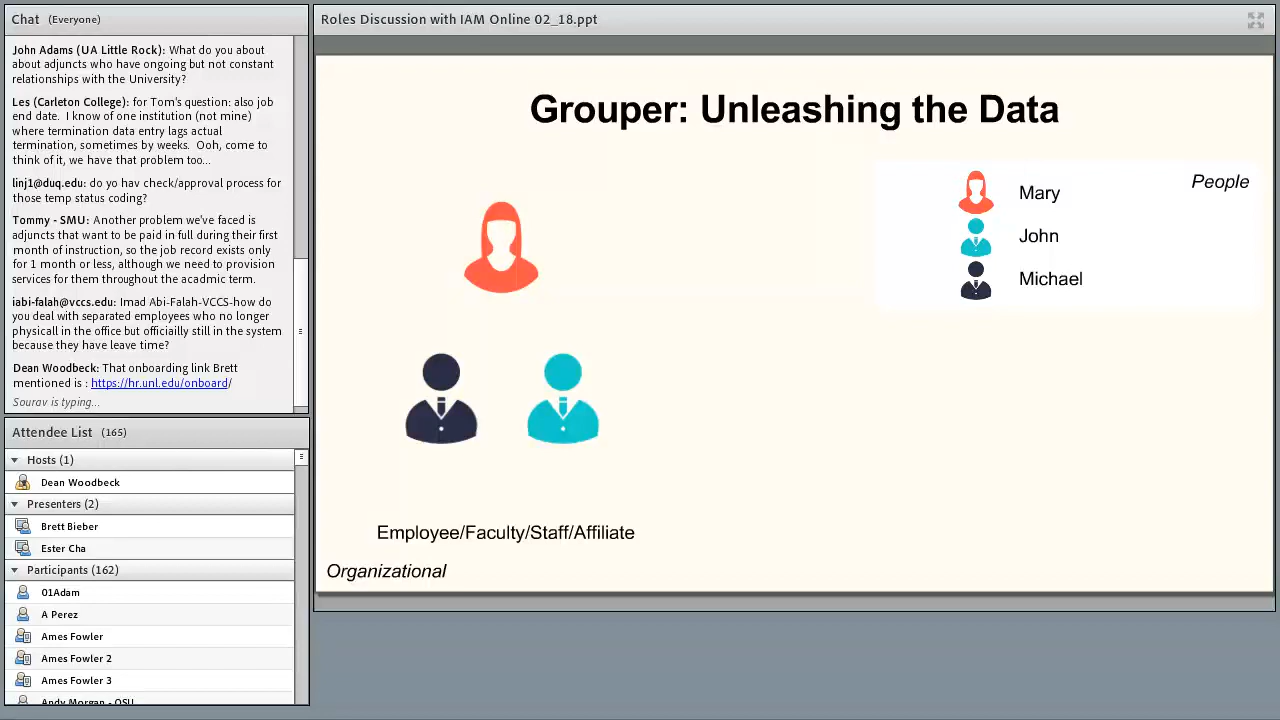 Chat (Everyone)
John Adams (UA Little Rock): What do you about
about adjuncts who have ongoing but not constant
relationships with the University?
Les (Carleton College): for Tom's question: also job
end date. I know of one institution (not mine)
where termination data entry lags actual
termination, sometimes by weeks. Ooh, come to
think of it, we have that problem too...
linj1@duq.edu: do yo hav check/approval process for
those temp status coding?
Tommy - SMU: Another problem we've faced is
adjuncts that want to be paid in full during their first
month of instruction, so the job record exists only
for 1 month or less, although we need to provision
services for them throughout the acadmic term.
iabi-falah@vccs.edu: Imad Abi-Falah-VCCS-how do
you deal with separated employees who no longer
physicall in the office but officiailly still in the system
because they have leave time?
Dean Woodbeck: That onboarding link Brett
mentioned is : https://hr.unl.edu/onboard/
Sourav is typing...
Attendee List (165)
Hosts (1)
Dean Woodbeck
Presenters (2)
Brett Bieber
Ester Cha
Participants (162)
01Adam
A Perez
Ames Fowler
Ames Fowler 2
Ames Fowler 3
Andy Morgan - OSU
Roles Discussion with IAM Online 02_18.ppt
Grouper: Unleashing the Data
People
Mary
John
Michael
Employee/Faculty/Staff/Affiliate
Organizational